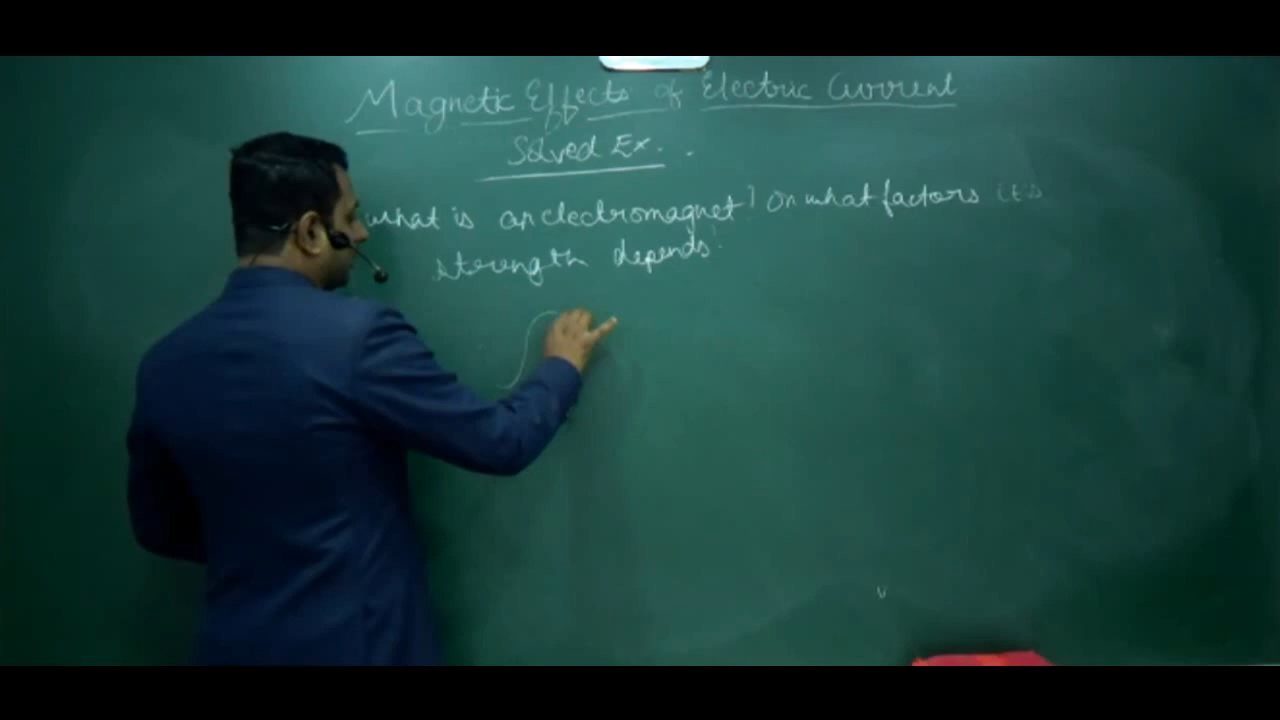 Magnetic Effects of Electric Current
Solved Ex.
what is an electromagnet? On what factors its
strength depends?